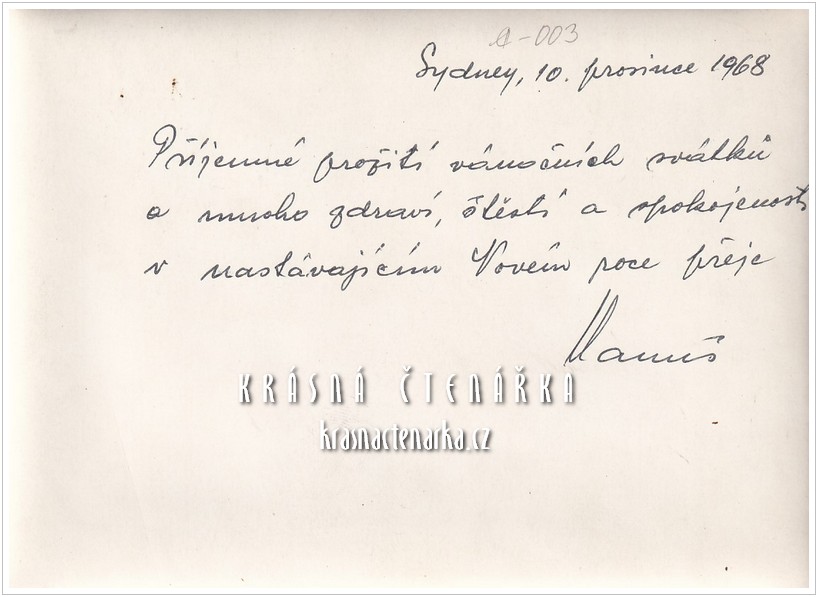 a-003
Sydney, 10. prosince 1968
Příjemné prožití vánočních svátků
a mnoho zdraví, štěstí a spokojenosti
v nastávajícím Novém roce přeje
KRÁSNÁ ČTENÁŘKA
krasnactenarka.cz